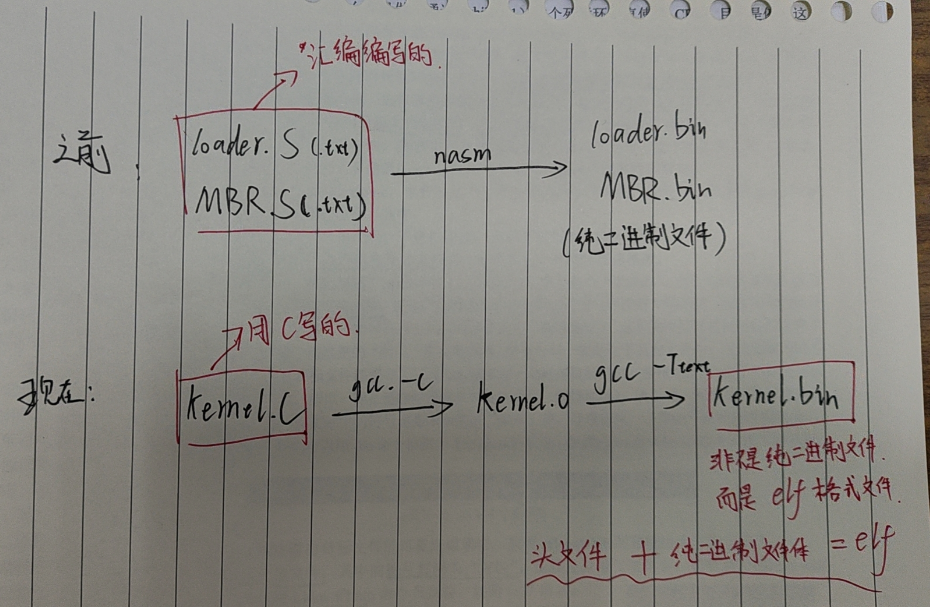 汇编编写的.
之前:
loader.S (.txt)
MBR.S(.txt)
nasm
loader.bin
MBR.bin
(纯二进制文件)
用C写的.
现在:
kernel.C
gcc -c
kernel.o
gcc -Ttext
kernel.bin
非是纯二进制文件.
而是elf格式文件.
头文件 + 纯二进制文件体 = elf